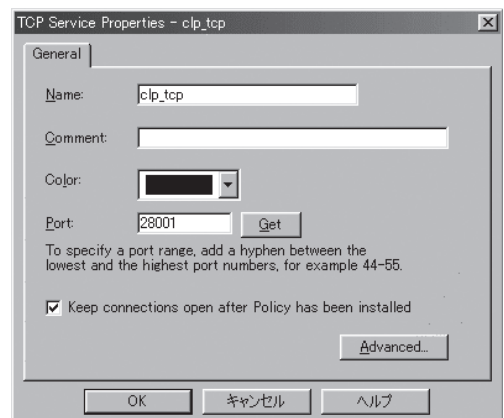 TCP Service Properties - clp_tcp
General
Name: clp_tcp
Comment:
Color:
Port: 28001 Get
To specify a port range, add a hyphen between the
lowest and the highest port numbers, for example 44-55.
Keep connections open after Policy has been installed
Advanced...
OK キャンセル ヘルプ